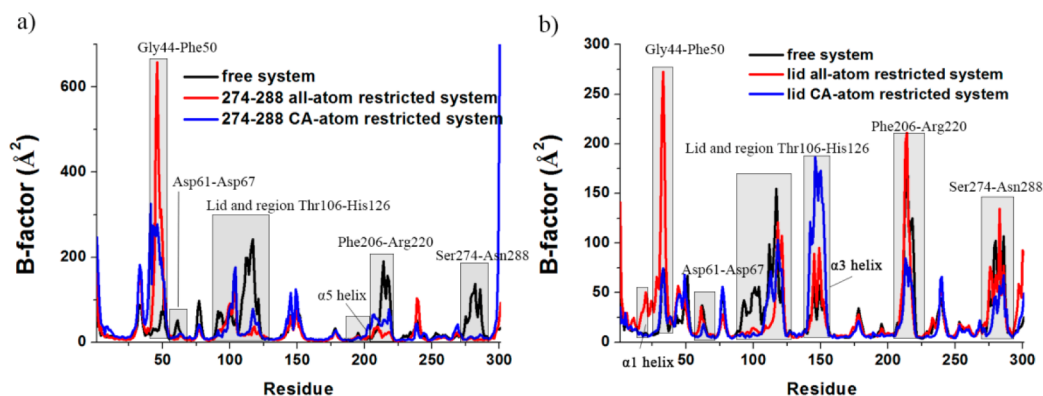 a)
Gly44-Phe50
free system
274-288 all-atom restricted system
274-288 CA-atom restricted system
Asp61-Asp67
Lid and region Thr106-His126
Phe206-Arg220
Ser274-Asn288
α5 helix
B-factor (Å²)
600
400
200
0
50
100
150
200
250
300
Residue
b)
Gly44-Phe50
free system
lid all-atom restricted system
lid CA-atom restricted system
Phe206-Arg220
Lid and region Thr106-His126
Ser274-Asn288
Asp61-Asp67
α3 helix
α1 helix
B-factor (Å²)
300
250
200
150
100
50
0
50
100
150
200
250
300
Residue